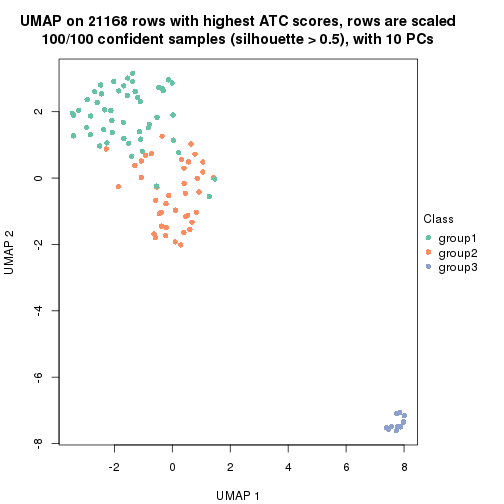 UMAP on 21168 rows with highest ATC scores, rows are scaled
100/100 confident samples (silhouette > 0.5), with 10 PCs
2
0
-2
-4
-6
-8
UMAP 2
-2 0 2 4 6 8
UMAP 1
Class
group1
group2
group3